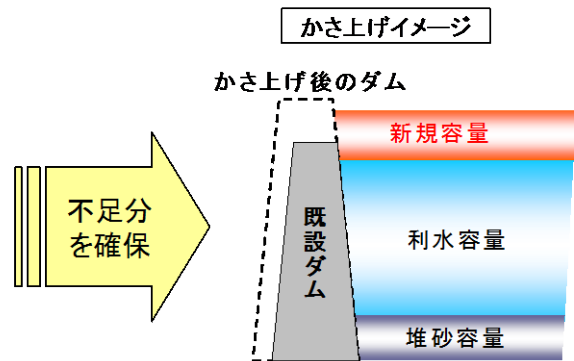 かさ上げイメージ
かさ上げ後のダム
新規容量
不足分
を確保
既設ダム
利水容量
堆砂容量